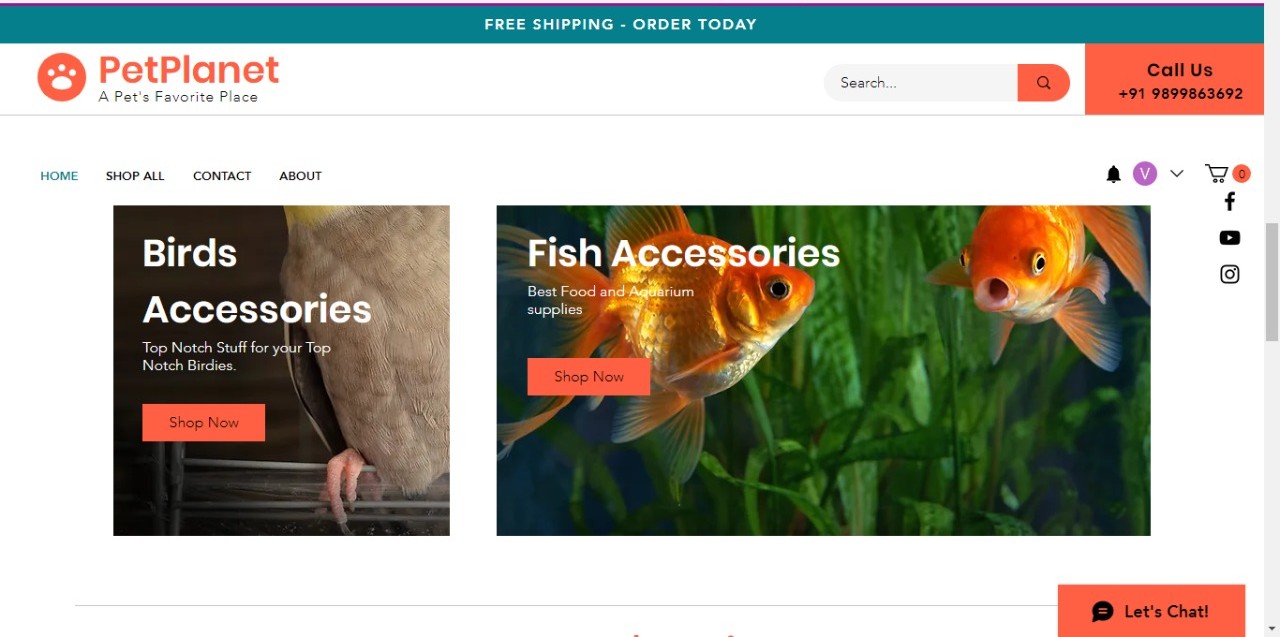 FREE SHIPPING - ORDER TODAY
PetPlanet
A Pet's Favorite Place
Search...
Call Us
+91 9899863692
HOME
SHOP ALL
CONTACT
ABOUT
V
0
Birds
Accessories
Top Notch Stuff for your Top
Notch Birdies.
Shop Now
Fish Accessories
Best Food and Aquarium
supplies
Shop Now
Let's Chat!